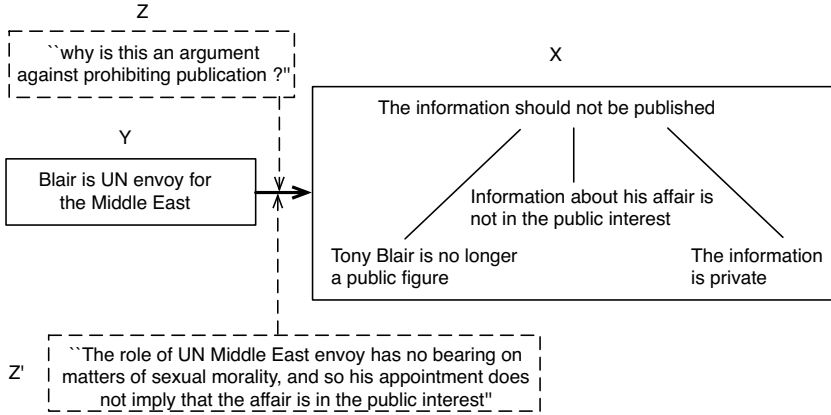 Z
``why is this an argument
against prohibiting publication ?"
X
The information should not be published
Y
Blair is UN envoy for
the Middle East
Information about his affair is
not in the public interest
Tony Blair is no longer
a public figure
The information
is private
Z'
``The role of UN Middle East envoy has no bearing on
matters of sexual morality, and so his appointment does
not imply that the affair is in the public interest"